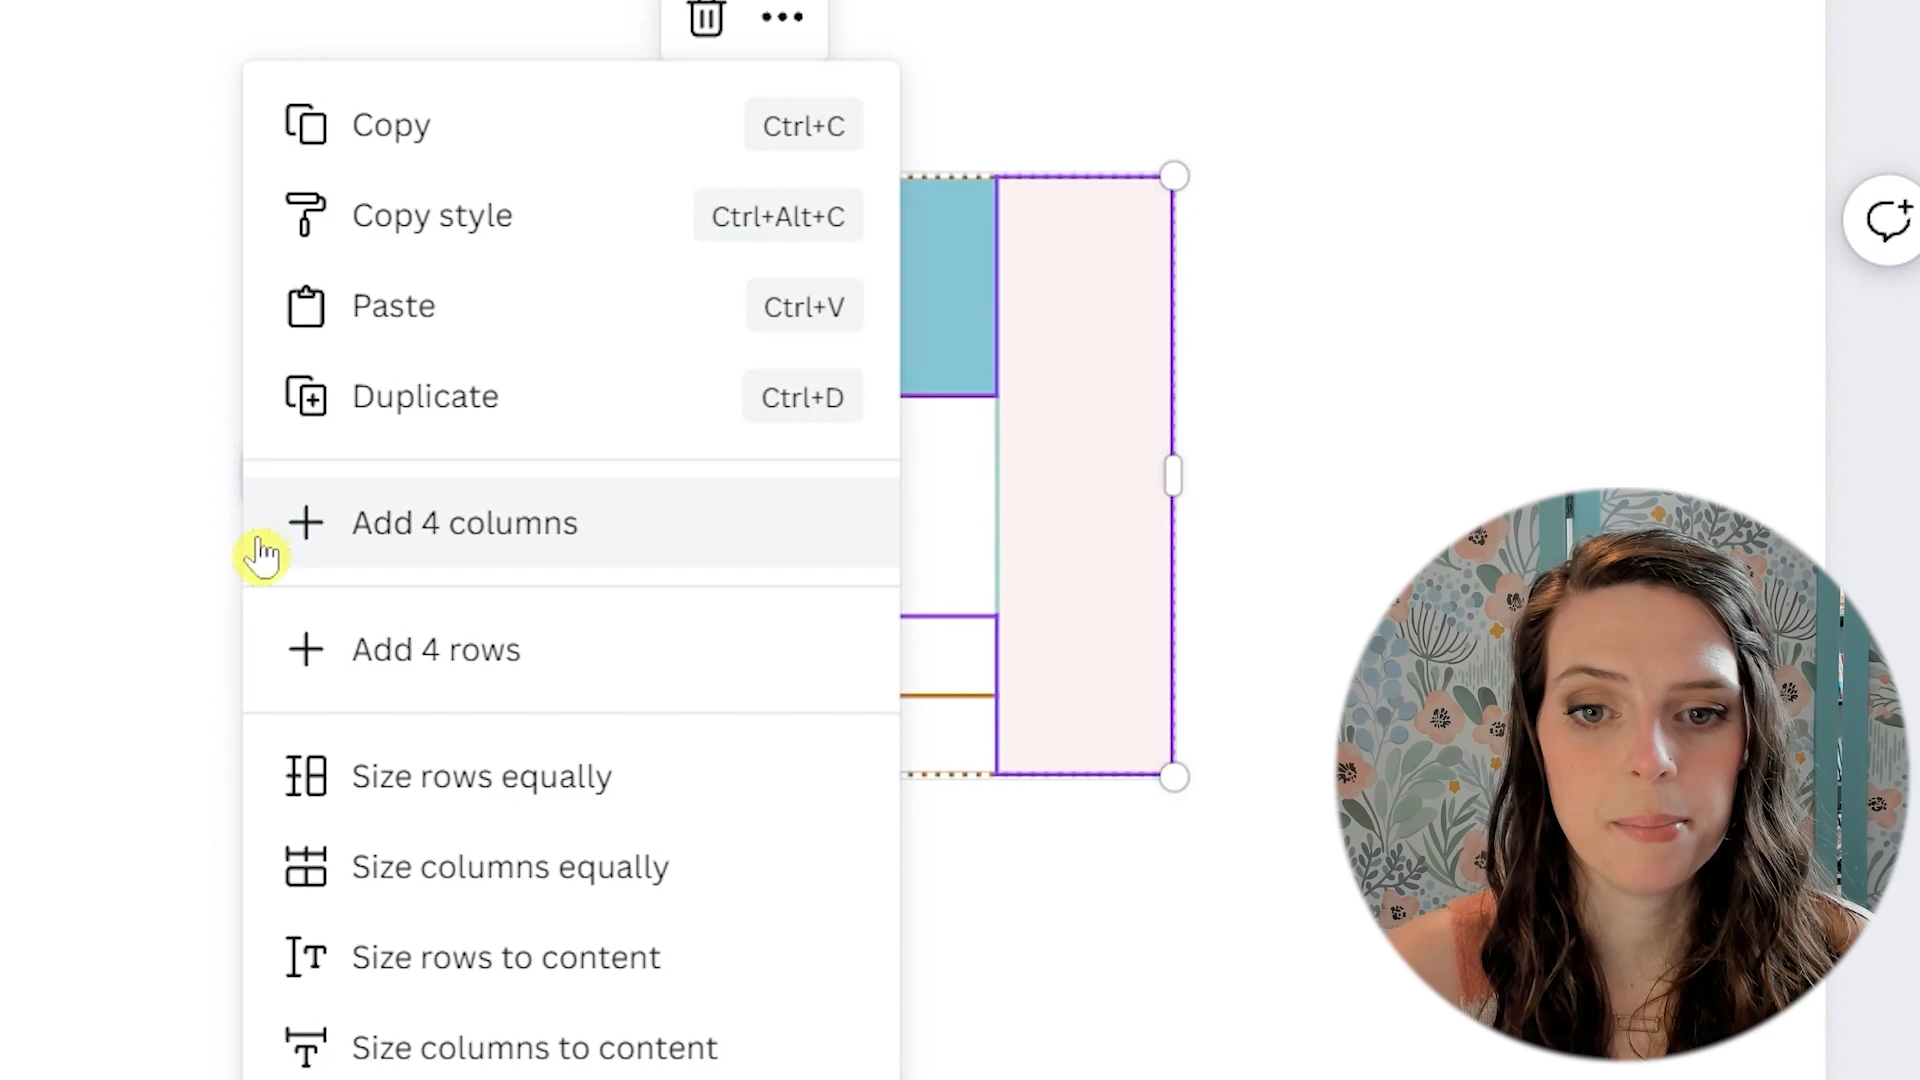 Copy
Ctrl+C
Copy style
Ctrl+Alt+C
Paste
Ctrl+V
Duplicate
Ctrl+D
Add 4 columns
Add 4 rows
Size rows equally
Size columns equally
Size rows to content
Size columns to content